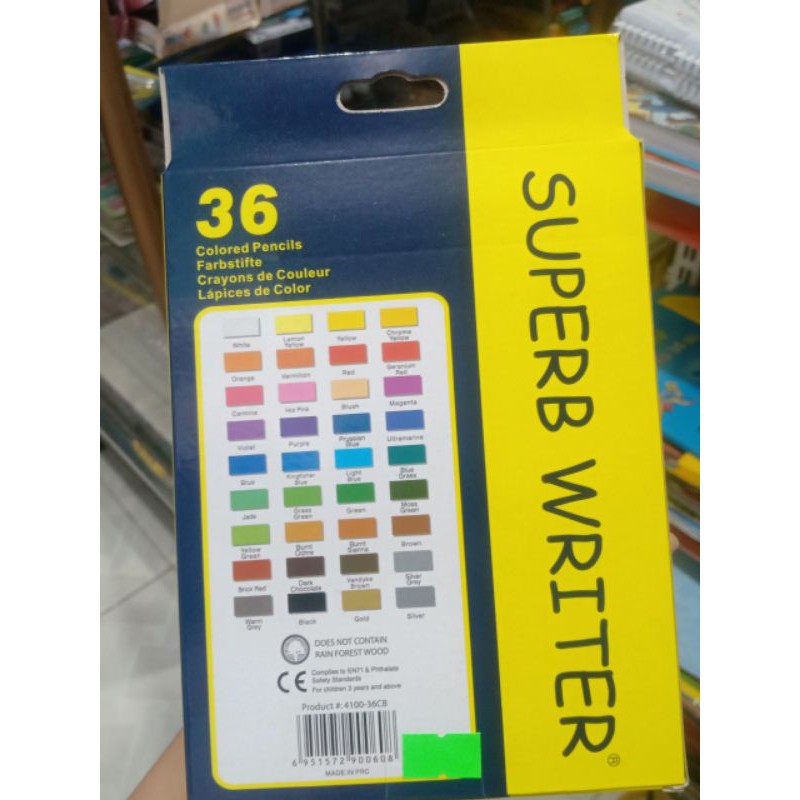 36
Colored Pencils
Farbstifte
Crayons de Couleur
Lápices de Color
White
Lemon Yellow
Yellow
Chrome Yellow
Orange
Vermilion
Red
Geranium Red
Carmine
Hot Pink
Blush
Magenta
Violet
Purple
Prussian Blue
Ultramarine
Blue
Kingfisher Blue
Light Blue
Blue Grass
Jade
Grass Green
Green
Moss Green
Yellow Green
Burnt Ochre
Burnt Sienna
Brown
Brick Red
Dark Chocolate
Vandyke Brown
Silver Grey
Warm Grey
Black
Gold
Silver
DOES NOT CONTAIN
RAIN FOREST WOOD
CE
Complies to EN71 & Phthalate
Safety Standards
For children 3 years and above
Product #: 4100-36CB
6 951572 900608
MADE IN PRC
SUPERB WRITER®